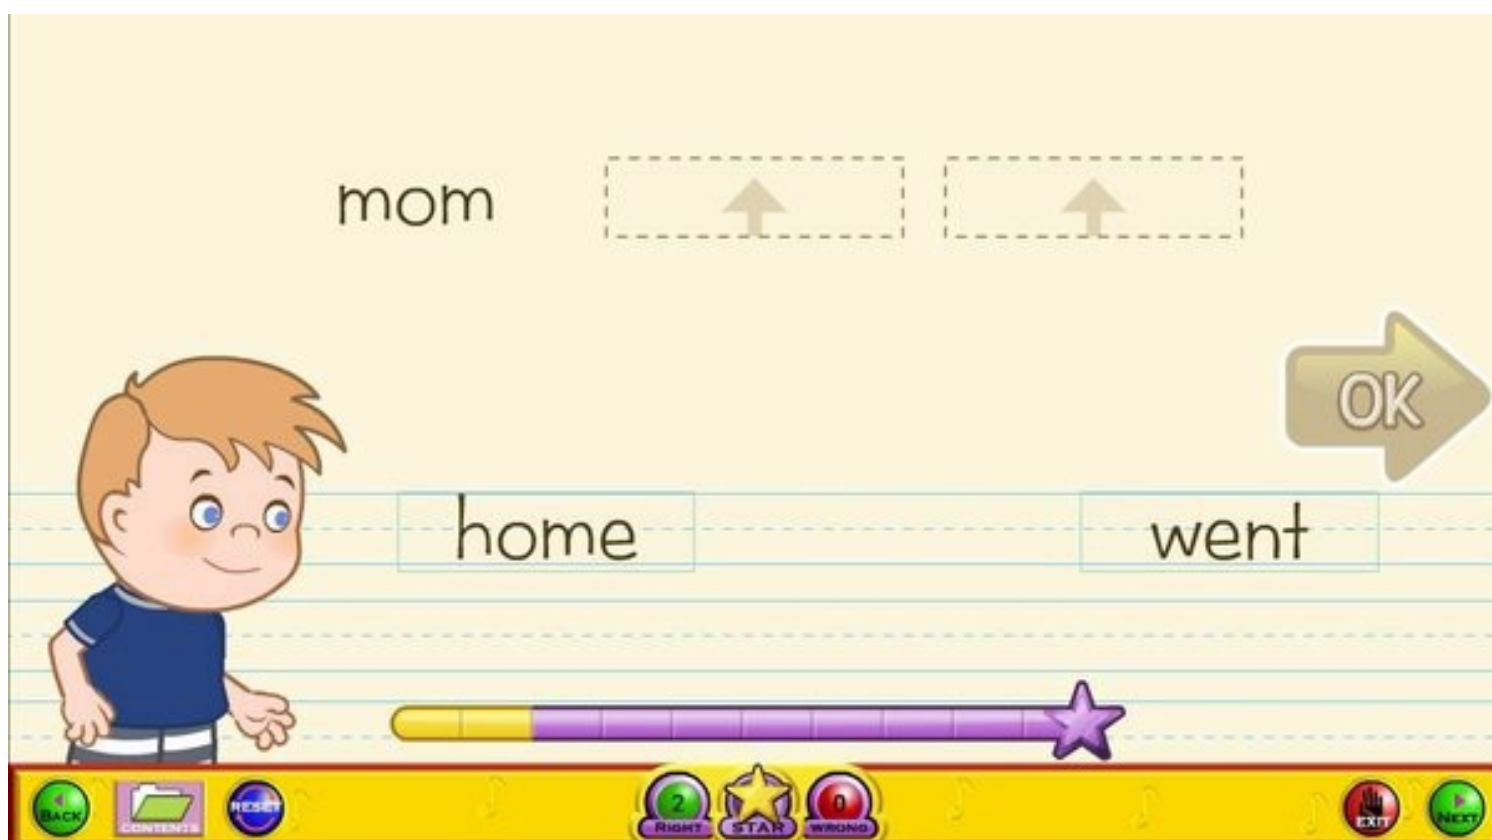 mom
OK
home went
2 0
BACK CONTENTS RESET RIGHT STAR WRONG EXIT NEXT